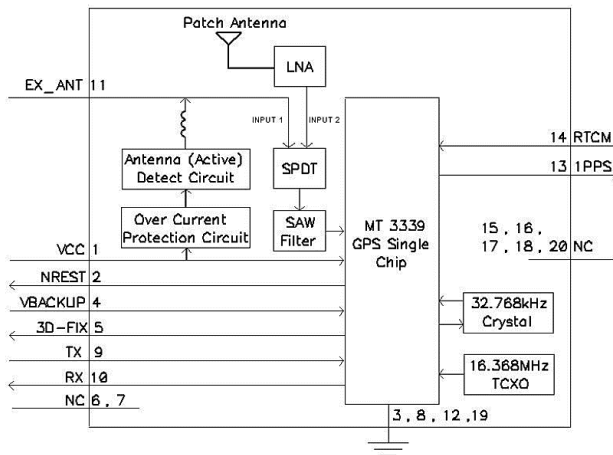 Patch Antenna
LNA
EX_ANT 11
INPUT 1
INPUT 2
14 RTCM
13 1PPS
Antenna (Active)
Detect Circuit
SPDT
Over Current
Protection Circuit
SAW
Filter
MT 3339
GPS Single
Chip
15, 16,
17, 18, 20 NC
VCC 1
NREST 2
VBACKUP 4
3D-FIX 5
TX 9
RX 10
NC 6, 7
32.768kHz
Crystal
16.368MHz
TCXO
3, 8, 12, 19